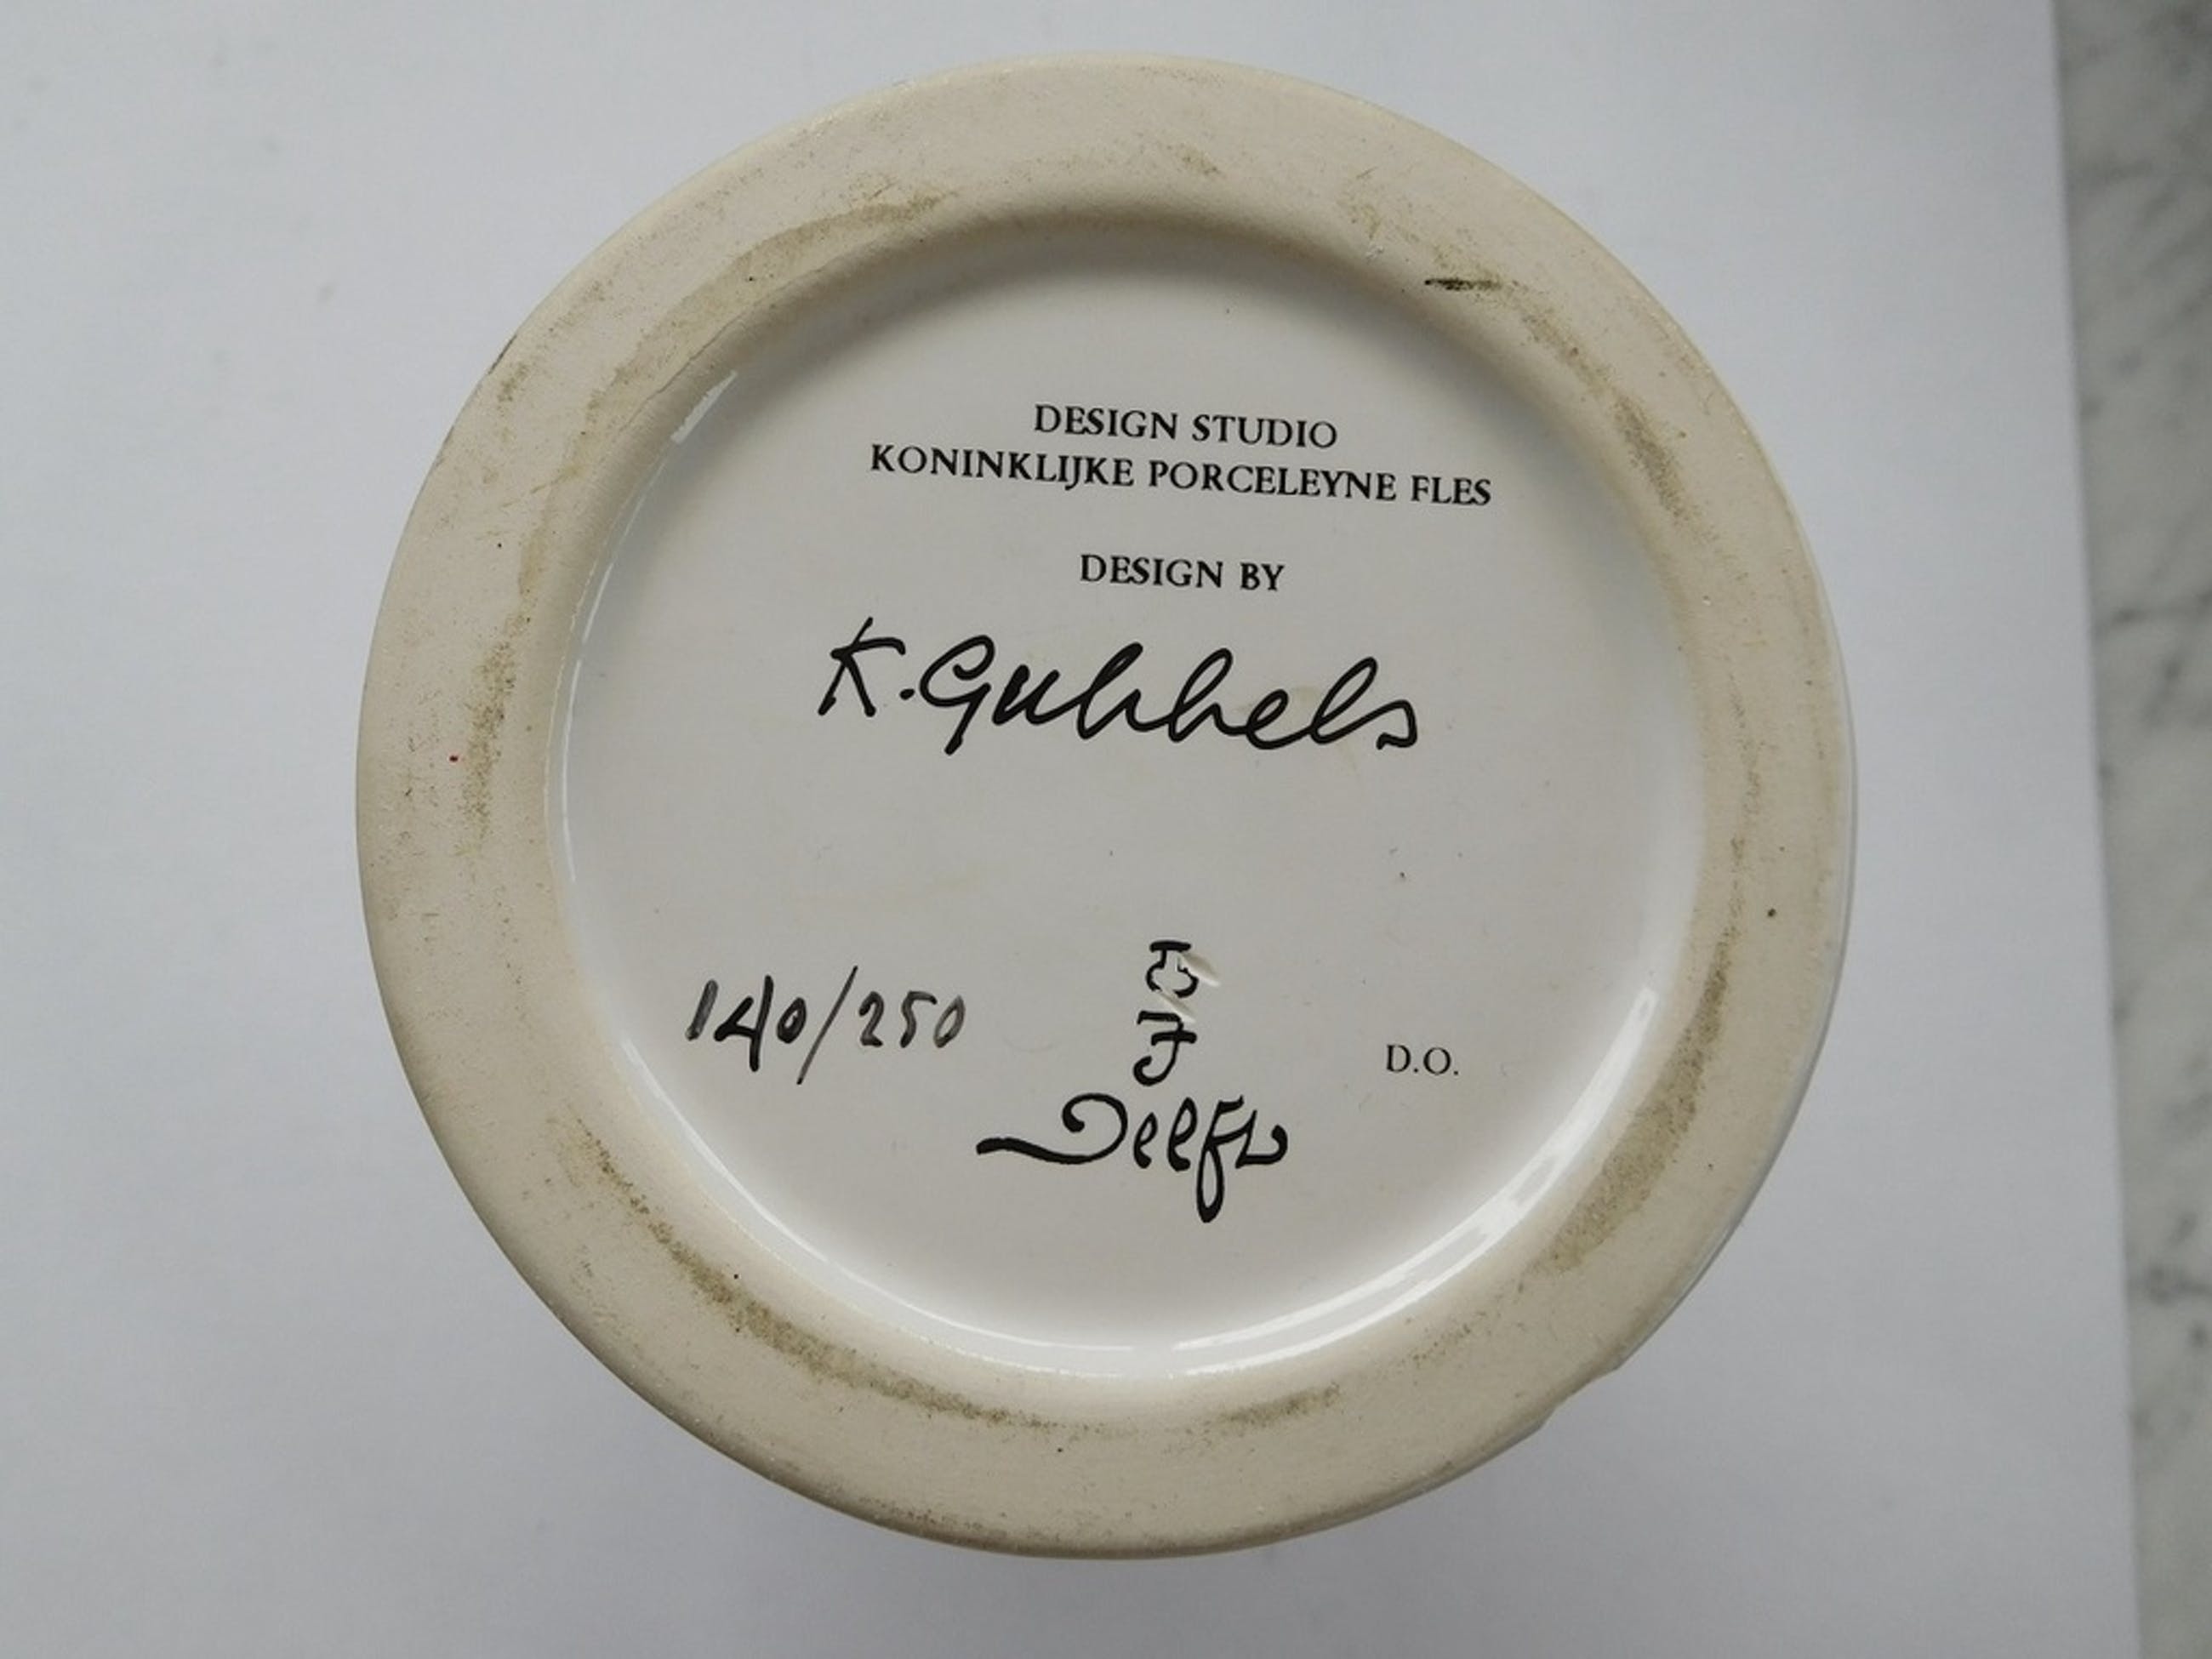 DESIGN STUDIO
KONINKLIJKE PORCELEYNE FLES
DESIGN BY
K. Gubbels
140/250
D.O.
Delft